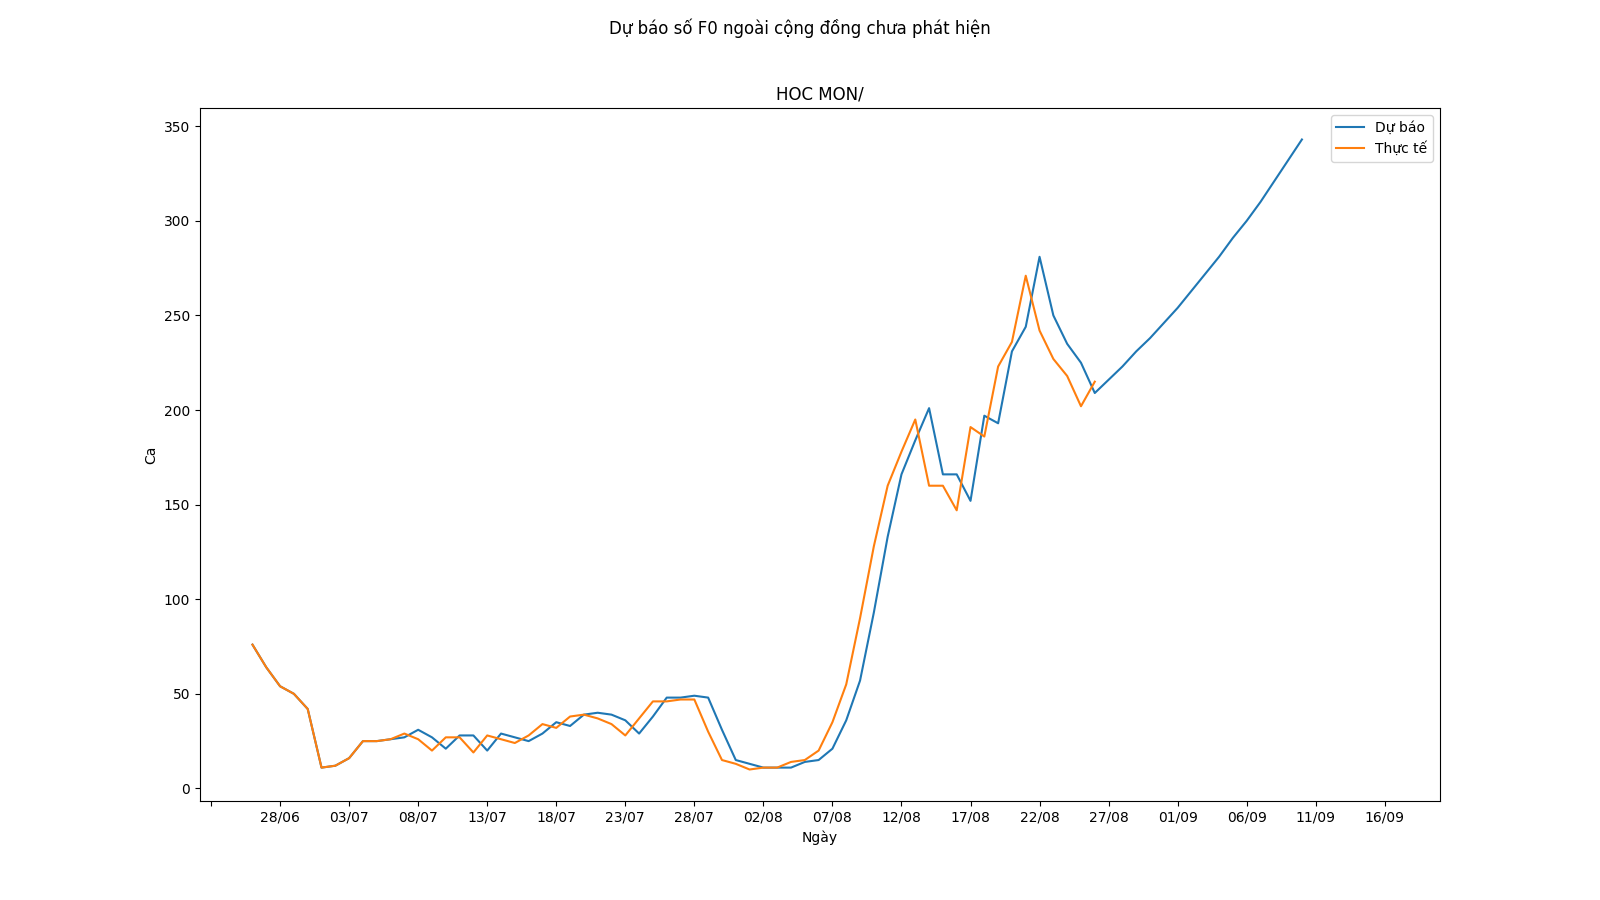 Dự báo số F0 ngoài cộng đồng chưa phát hiện
HOC MON/
350
300
250
200
150
100
50
0
Ca
Dự báo
Thực tế
28/06 03/07 08/07 13/07 18/07 23/07 28/07 02/08 07/08 12/08 17/08 22/08 27/08 01/09 06/09 11/09 16/09
Ngày